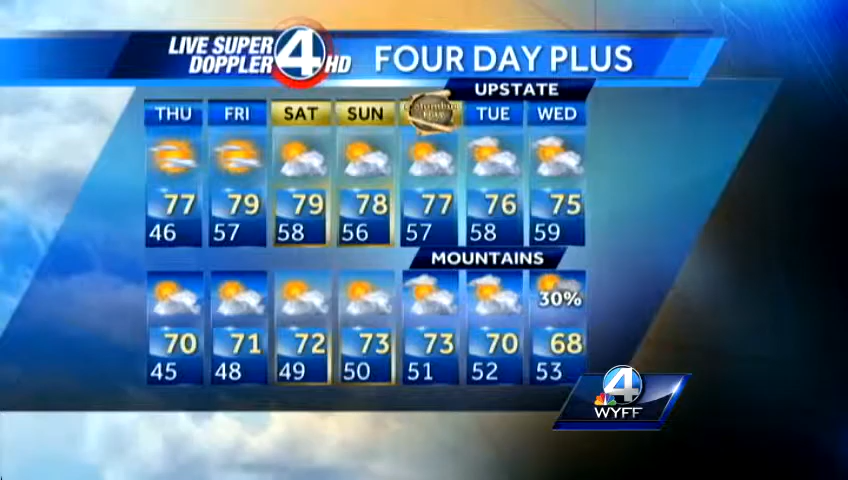 LIVE SUPER
DOPPLER 4 HD
FOUR DAY PLUS
UPSTATE
THU FRI SAT SUN Columbus Day TUE WED
77 79 79 78 77 76 75
46 57 58 56 57 58 59
MOUNTAINS
30%
70 71 72 73 73 70 68
45 48 49 50 51 52 53
4
WYFF